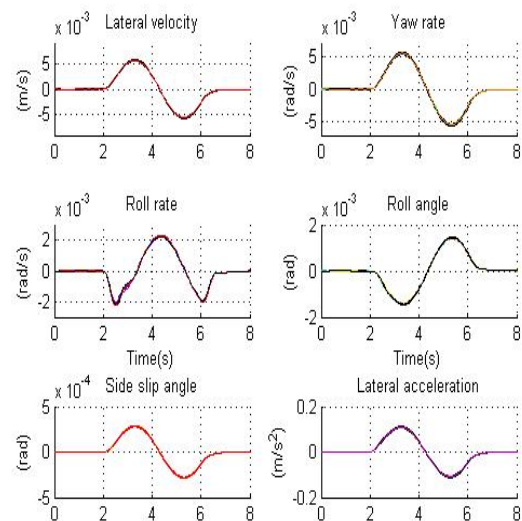 x 10⁻³ Lateral velocity
5
0
-5
(m/s)
0 2 4 6 8
x 10⁻³ Yaw rate
5
0
-5
(rad/s)
0 2 4 6 8
x 10⁻³ Roll rate
2
0
-2
(rad/s)
0 2 4 6 8
Time(s)
x 10⁻³ Roll angle
2
0
-2
(rad)
0 2 4 6 8
Time(s)
x 10⁻⁴ Side slip angle
5
0
-5
(rad)
0 2 4 6 8
Lateral acceleration
0.2
0
-0.2
(m/s²)
0 2 4 6 8